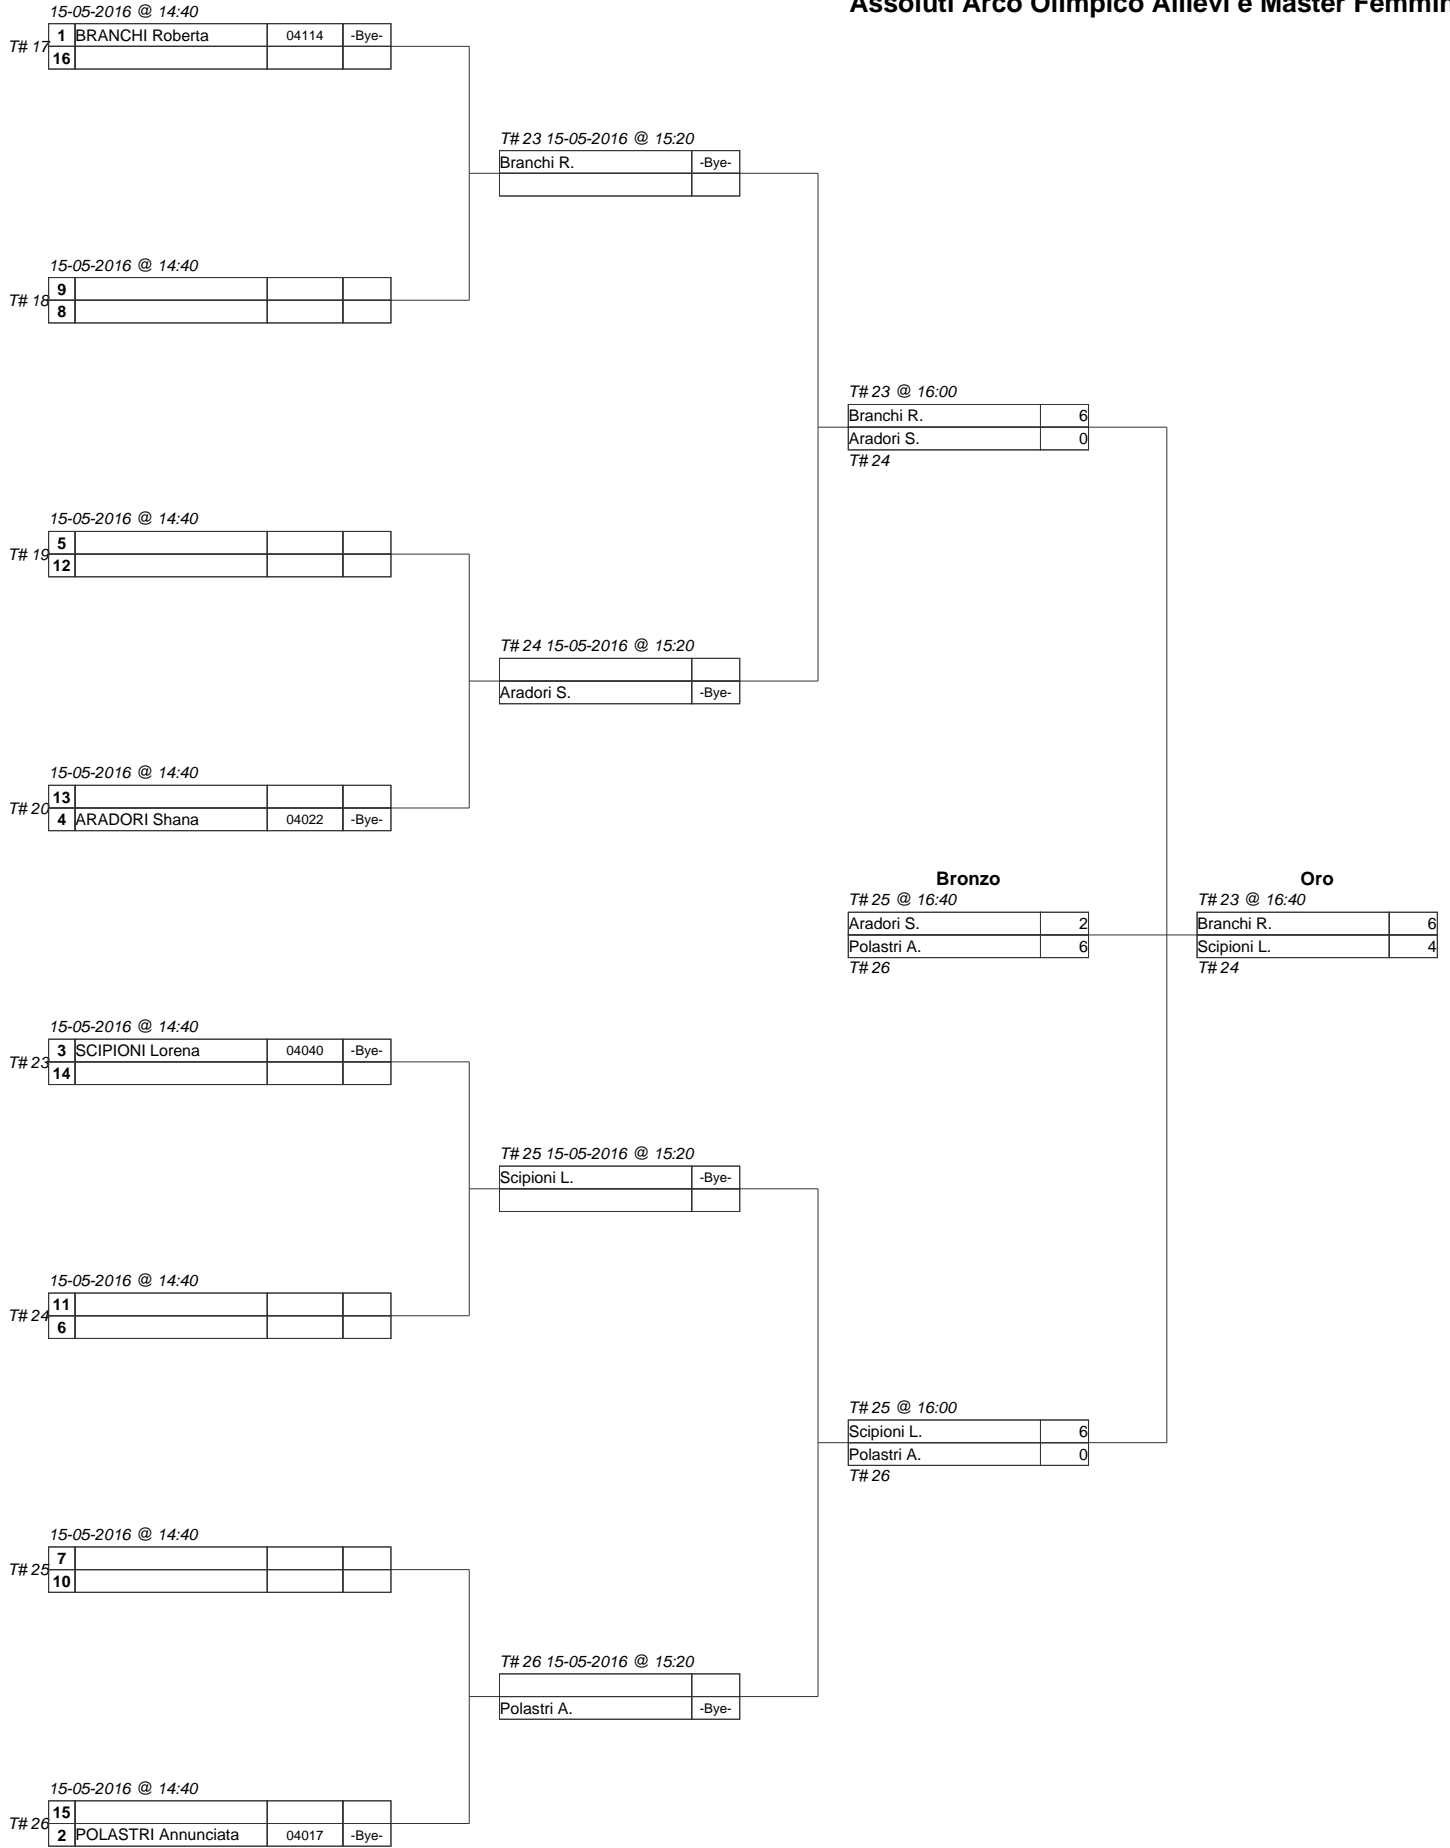 Assoluti Arco Olimpico Allievi e Master Femmin
15-05-2016 @ 14:40
T# 17
1 BRANCHI Roberta 04114 -Bye-
16
T# 23 15-05-2016 @ 15:20
Branchi R. -Bye-
15-05-2016 @ 14:40
T# 18
9
8
T# 23 @ 16:00
Branchi R. 6
Aradori S. 0
T# 24
15-05-2016 @ 14:40
T# 19
5
12
T# 24 15-05-2016 @ 15:20
Aradori S. -Bye-
15-05-2016 @ 14:40
T# 20
13
4 ARADORI Shana 04022 -Bye-
Bronzo
T# 25 @ 16:40
Aradori S. 2
Polastri A. 6
T# 26
Oro
T# 23 @ 16:40
Branchi R. 6
Scipioni L. 4
T# 24
15-05-2016 @ 14:40
T# 23
3 SCIPIONI Lorena 04040 -Bye-
14
T# 25 15-05-2016 @ 15:20
Scipioni L. -Bye-
15-05-2016 @ 14:40
T# 24
11
6
T# 25 @ 16:00
Scipioni L. 6
Polastri A. 0
T# 26
15-05-2016 @ 14:40
T# 25
7
10
T# 26 15-05-2016 @ 15:20
Polastri A. -Bye-
15-05-2016 @ 14:40
T# 26
15
2 POLASTRI Annunciata 04017 -Bye-